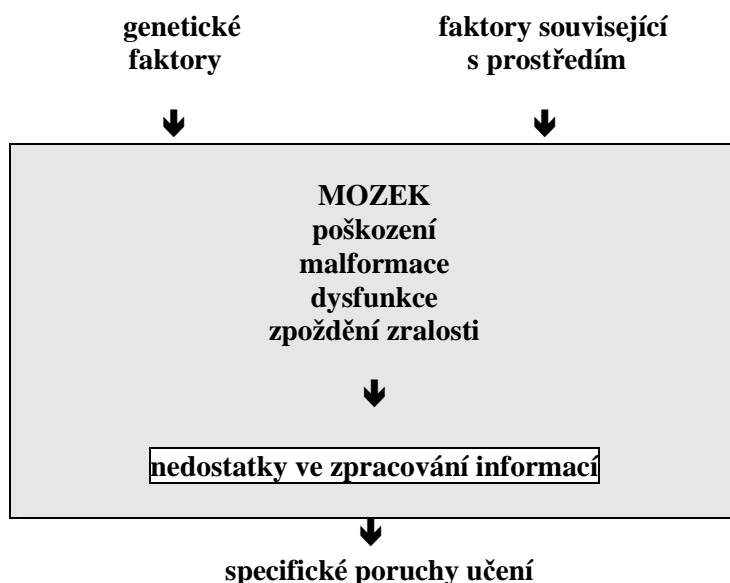 genetické
faktory
faktory související
s prostředím
MOZEK
poškození
malformace
dysfunkce
zpoždění zralosti
nedostatky ve zpracování informací
specifické poruchy učení